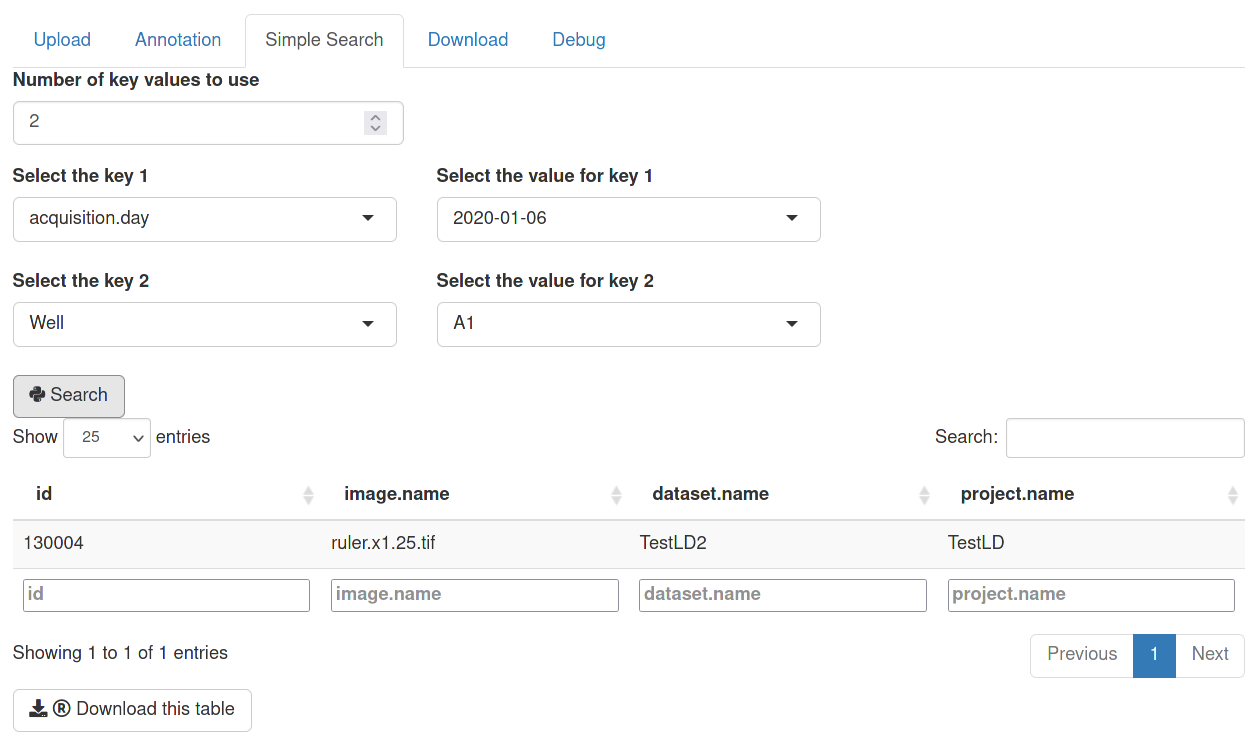 Upload Annotation Simple Search Download Debug
Number of key values to use
2
Select the key 1 Select the value for key 1
acquisition.day 2020-01-06
Select the key 2 Select the value for key 2
Well A1
Search
Show 25 entries Search:
id image.name dataset.name project.name
130004 ruler.x1.25.tif TestLD2 TestLD
id image.name dataset.name project.name
Showing 1 to 1 of 1 entries Previous 1 Next
® Download this table